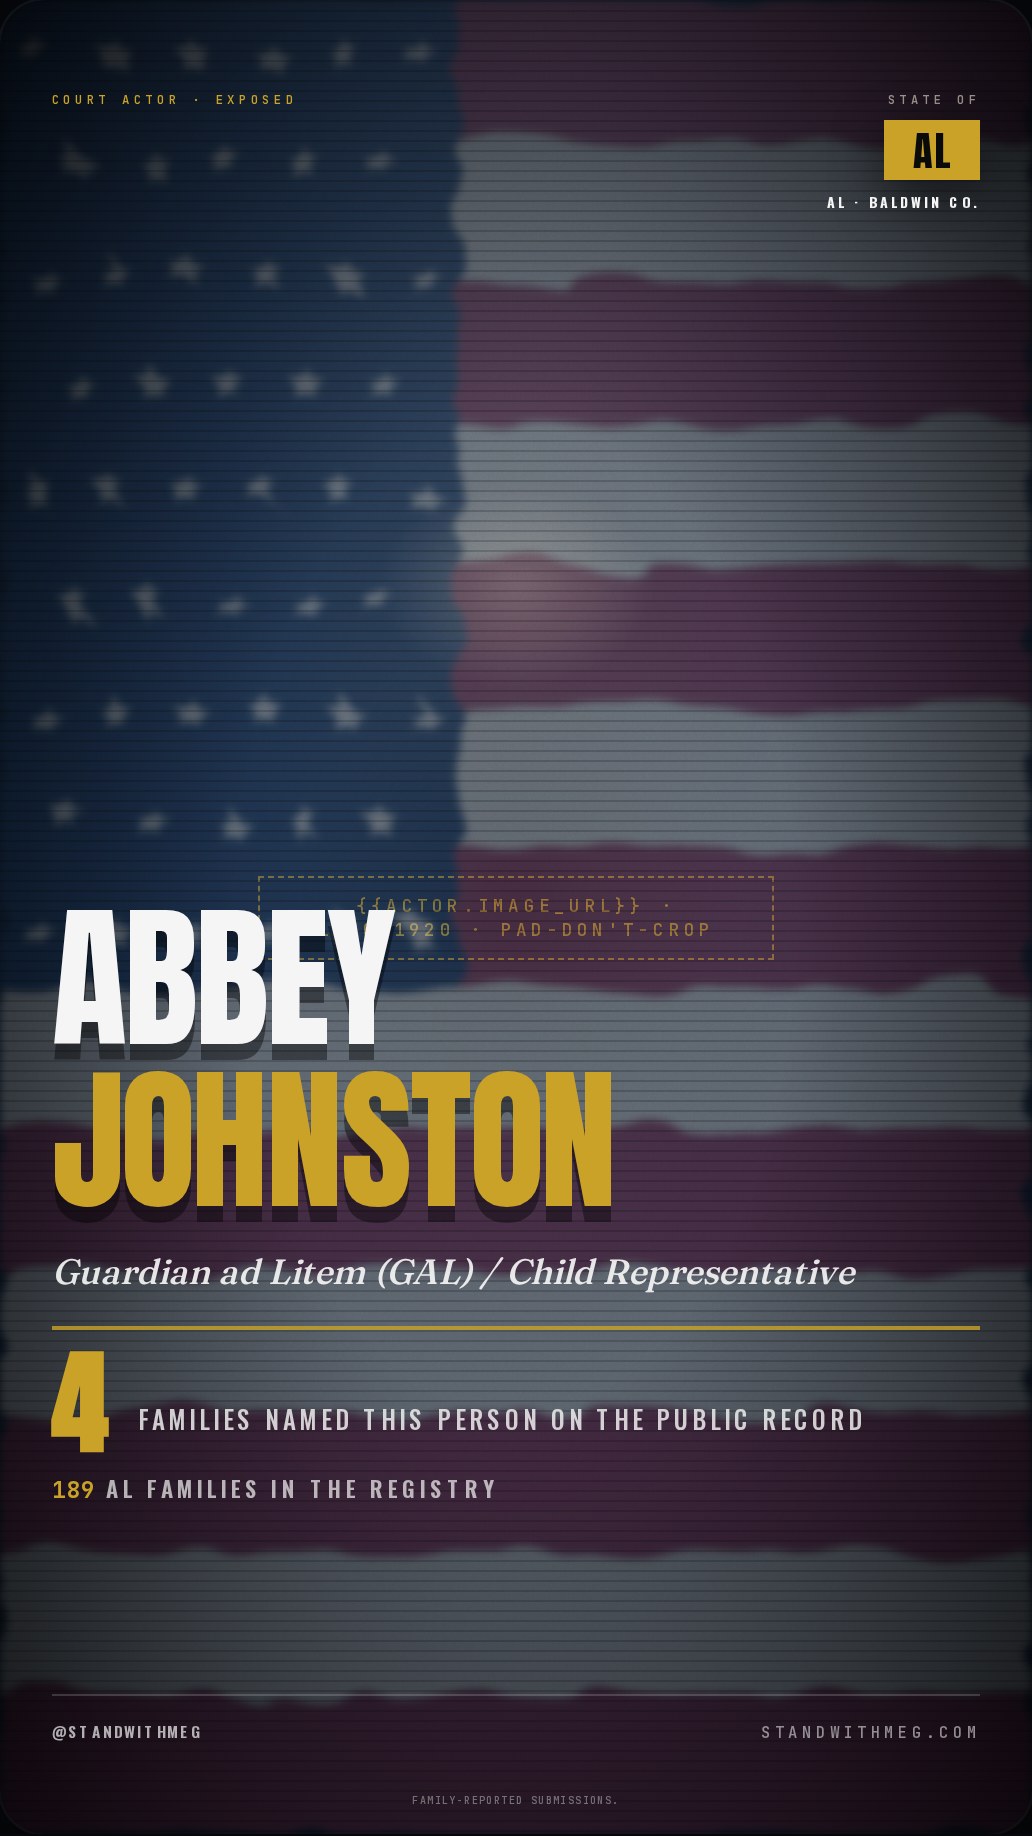 COURT ACTOR · EXPOSED
STATE OF
AL
AL · BALDWIN CO.
{{ACTOR.IMAGE_URL}} ·
1920 · PAD-DON'T-CROP
ABBEY
JOHNSTON
Guardian ad Litem (GAL) / Child Representative
4 FAMILIES NAMED THIS PERSON ON THE PUBLIC RECORD
189 AL FAMILIES IN THE REGISTRY
@STANDWITHMEG
STANDWITHMEG.COM
FAMILY-REPORTED SUBMISSIONS.